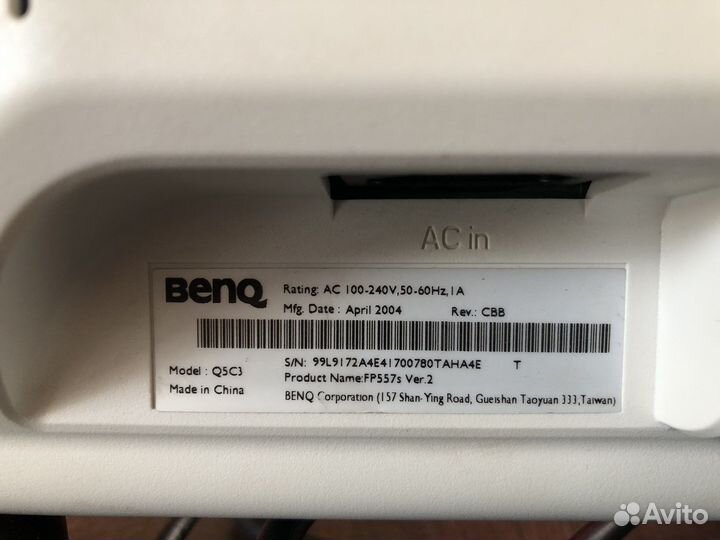 AC in
BenQ
Rating: AC 100-240V,50-60Hz,1A
Mfg. Date : April 2004 Rev.: CBB
S/N: 99L9172A4E41700780TAHA4E T
Model : Q5C3
Product Name:FP557s Ver.2
Made in China
BENQ Corporation (157 Shan-Ying Road, Gueishan Taoyuan 333,Taiwan)
Avito